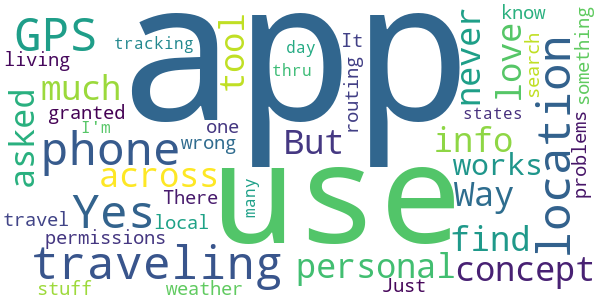 app
use
GPS
tracking
living
much
granted
I'm
asked
phone
one
wrong
across
There
Yes
local
many
travel
permissions
traveling
stuff
weather
tool
day
thru
It
routing
But
never
love
know
search
something
states
info
location
problems
works
Way
find
personal
concept
Just